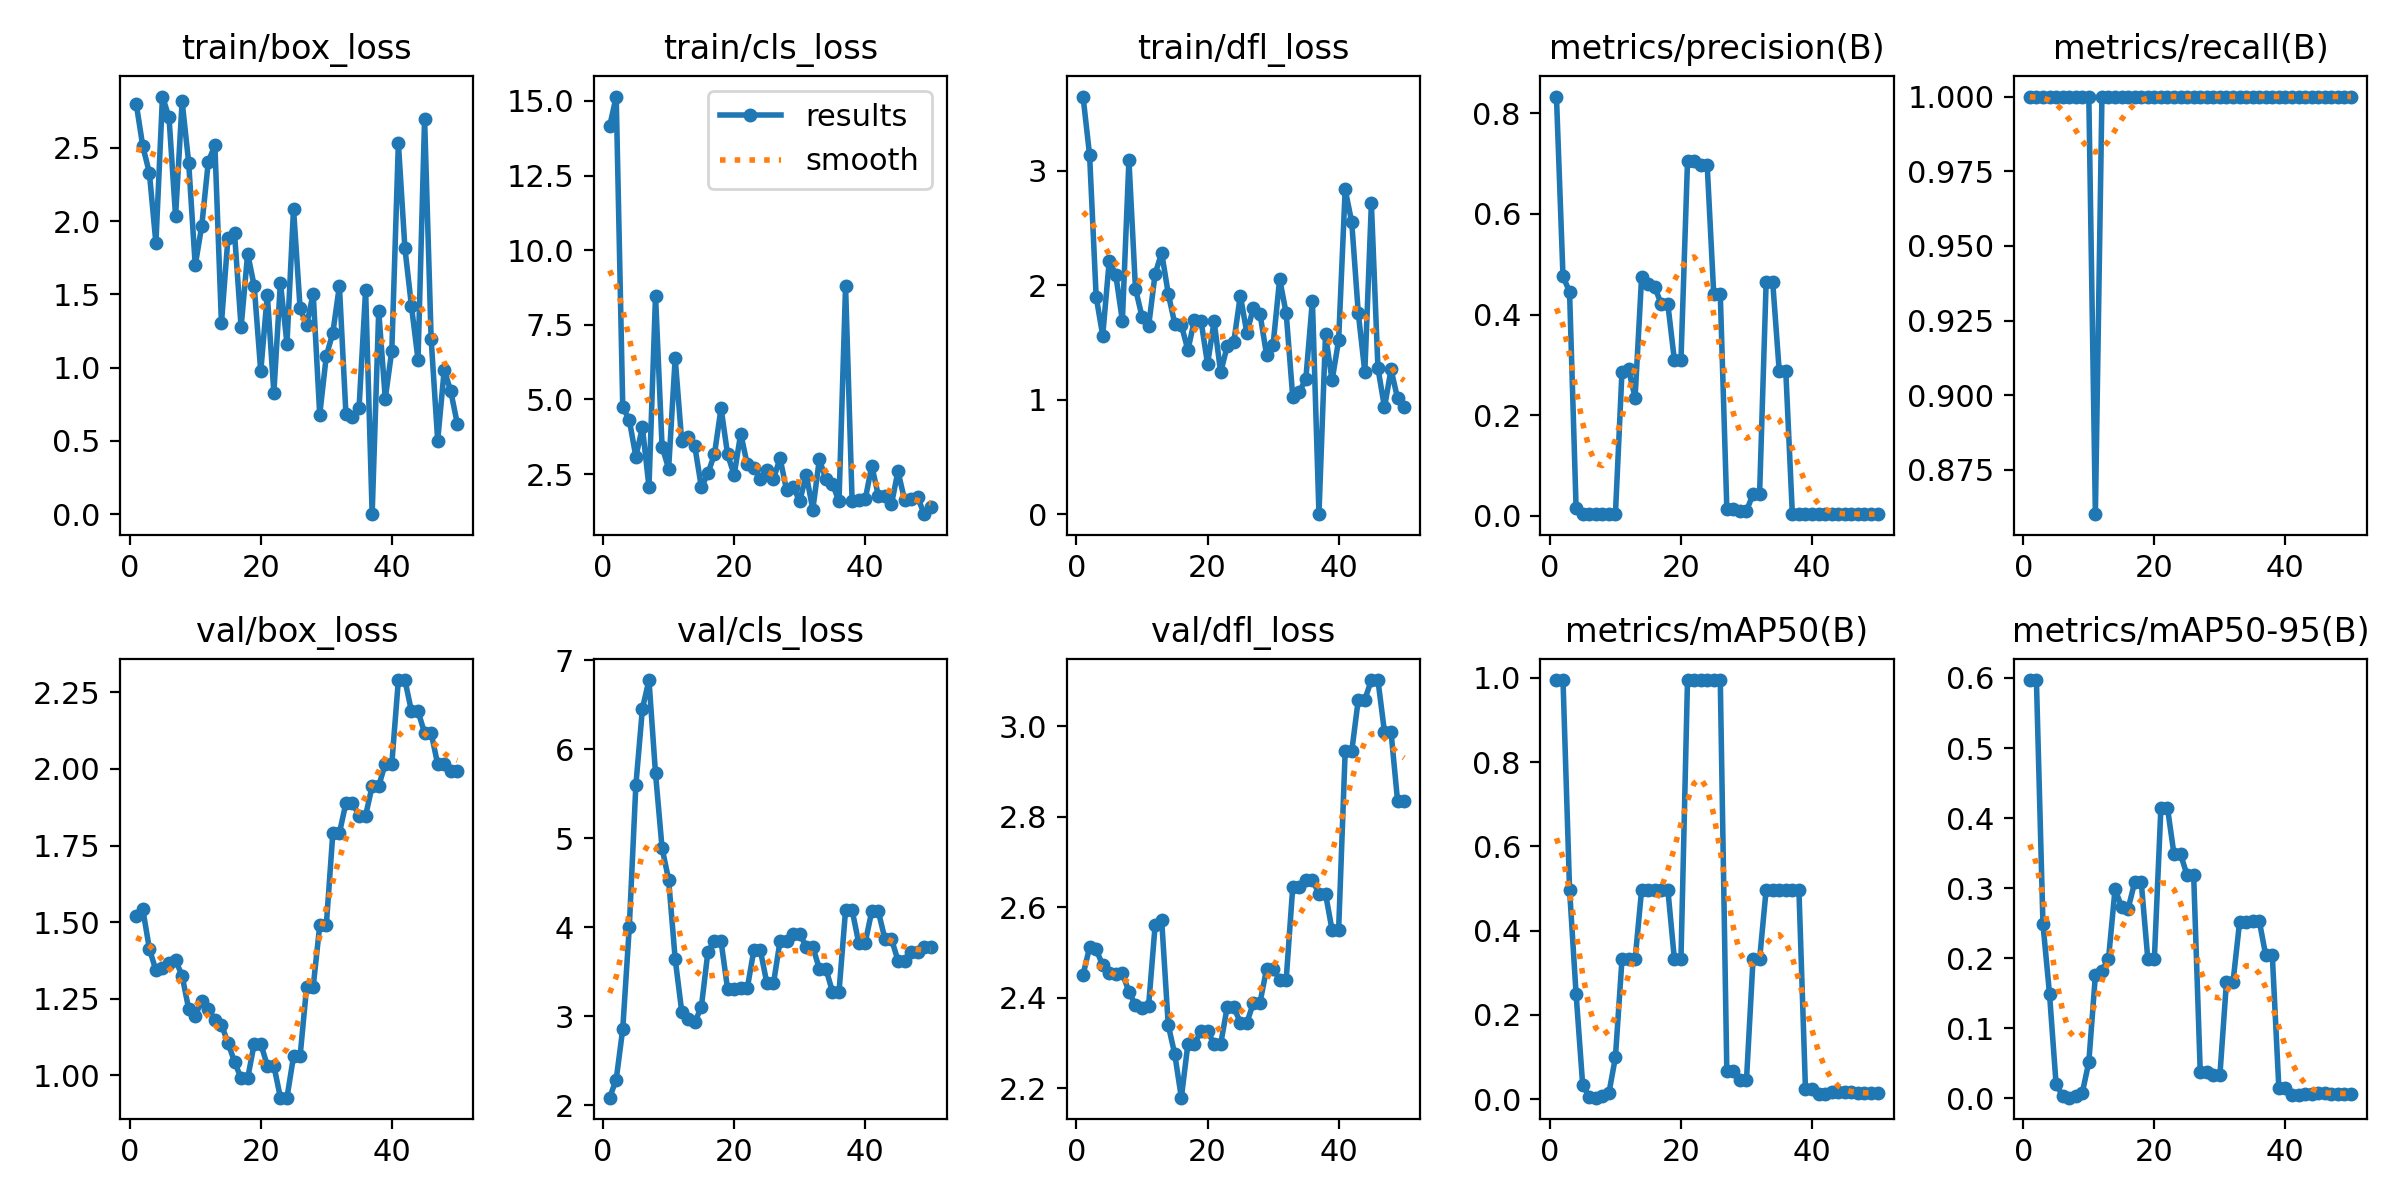 train/box_loss
2.5
2.0
1.5
1.0
0.5
0.0
0 20 40
train/cls_loss
15.0
12.5
10.0
7.5
5.0
2.5
0 20 40
results
smooth
train/dfl_loss
3
2
1
0
0 20 40
metrics/precision(B)
0.8
0.6
0.4
0.2
0.0
0 20 40
metrics/recall(B)
1.000
0.975
0.950
0.925
0.900
0.875
0 20 40
val/box_loss
2.25
2.00
1.75
1.50
1.25
1.00
0 20 40
val/cls_loss
7
6
5
4
3
2
0 20 40
val/dfl_loss
3.0
2.8
2.6
2.4
2.2
0 20 40
metrics/mAP50(B)
1.0
0.8
0.6
0.4
0.2
0.0
0 20 40
metrics/mAP50-95(B)
0.6
0.5
0.4
0.3
0.2
0.1
0.0
0 20 40